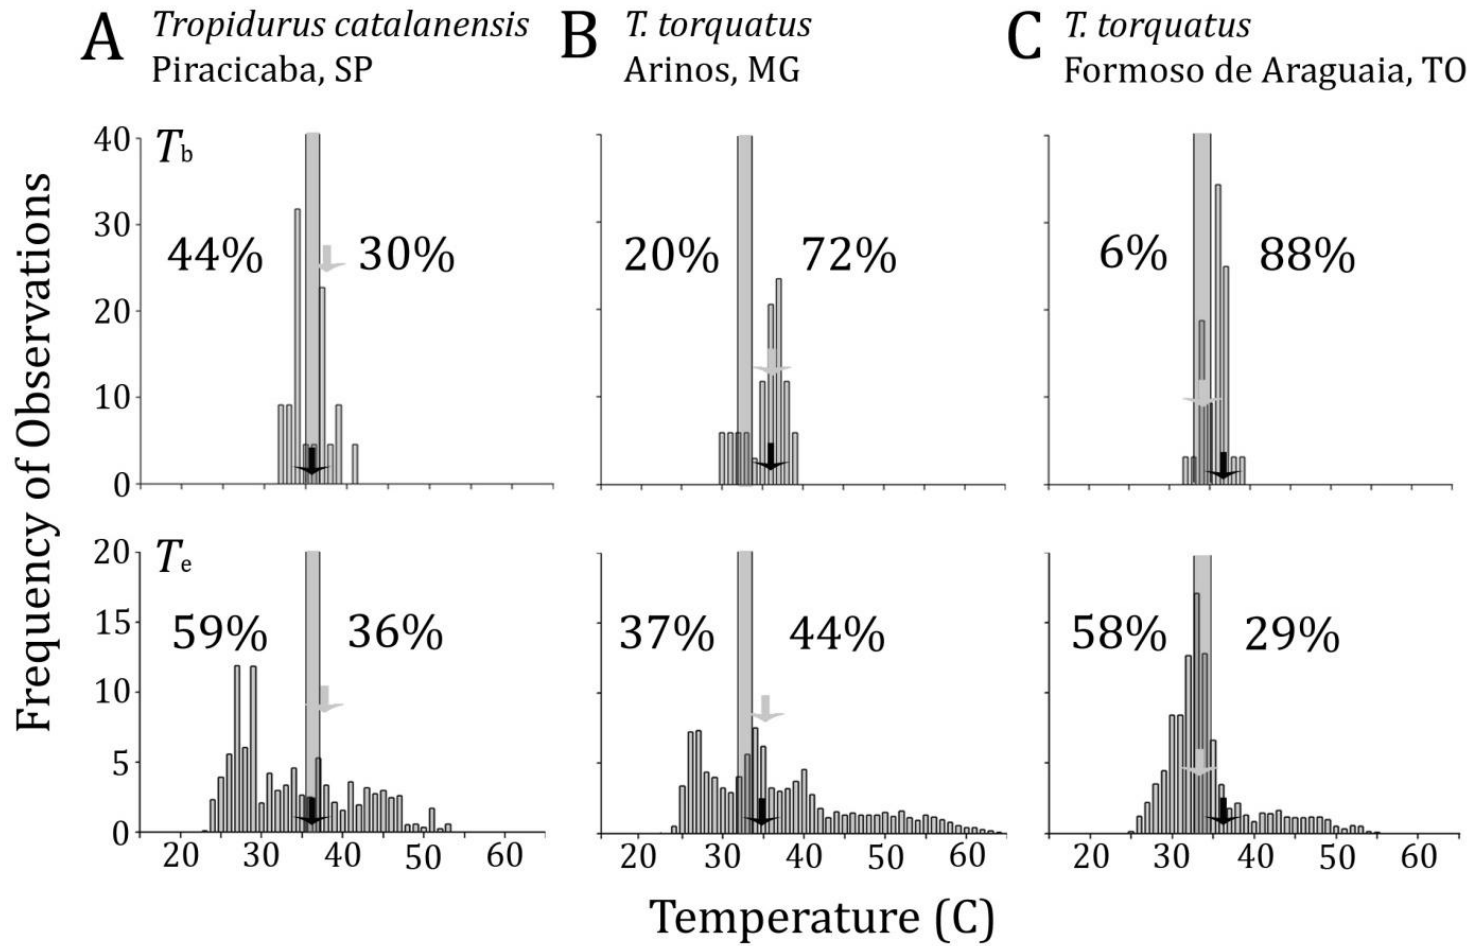 A Tropidurus catalanensis
Piracicaba, SP
B T. torquatus
Arinos, MG
C T. torquatus
Formoso de Araguaia, TO
Frequency of Observations
40
30
20
10
0
Tb
44% 30%
20% 72%
6% 88%
20
15
10
5
0
Te
59% 36%
37% 44%
58% 29%
20 30 40 50 60
20 30 40 50 60
20 30 40 50 60
Temperature (C)